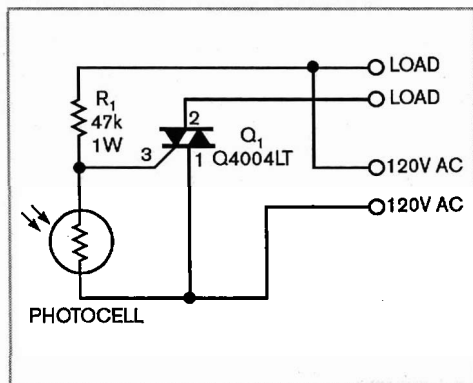 LOAD
R1
47k
1W
2
LOAD
Q1
Q4004LT
3
1
120V AC
120V AC
PHOTOCELL